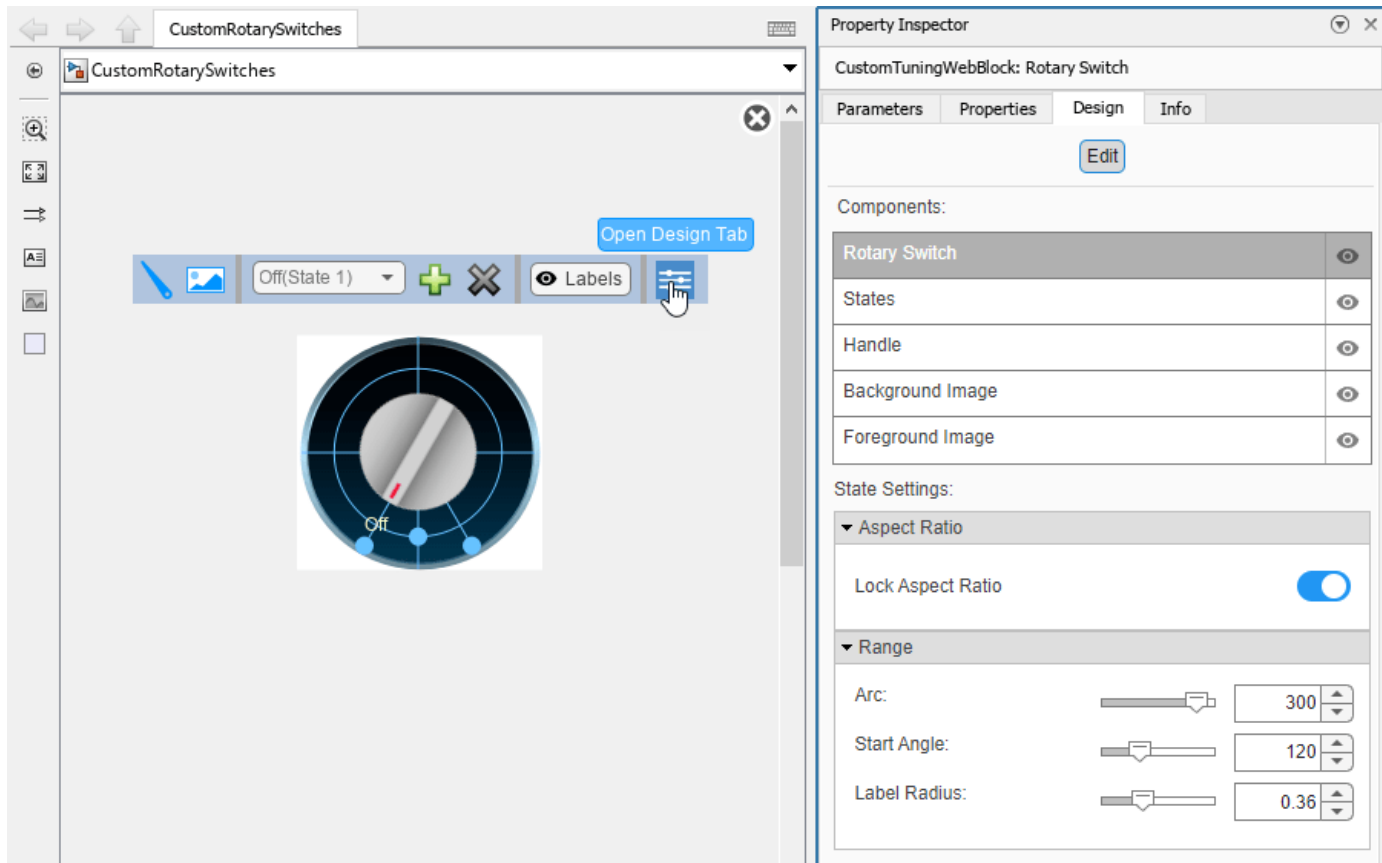 CustomRotarySwitches
CustomRotarySwitches
Open Design Tab
Off(State 1)
Labels
Off
Property Inspector
CustomTuningWebBlock: Rotary Switch
Parameters Properties Design Info
Edit
Components:
Rotary Switch
States
Handle
Background Image
Foreground Image
State Settings:
Aspect Ratio
Lock Aspect Ratio
Range
Arc: 300
Start Angle: 120
Label Radius: 0.36